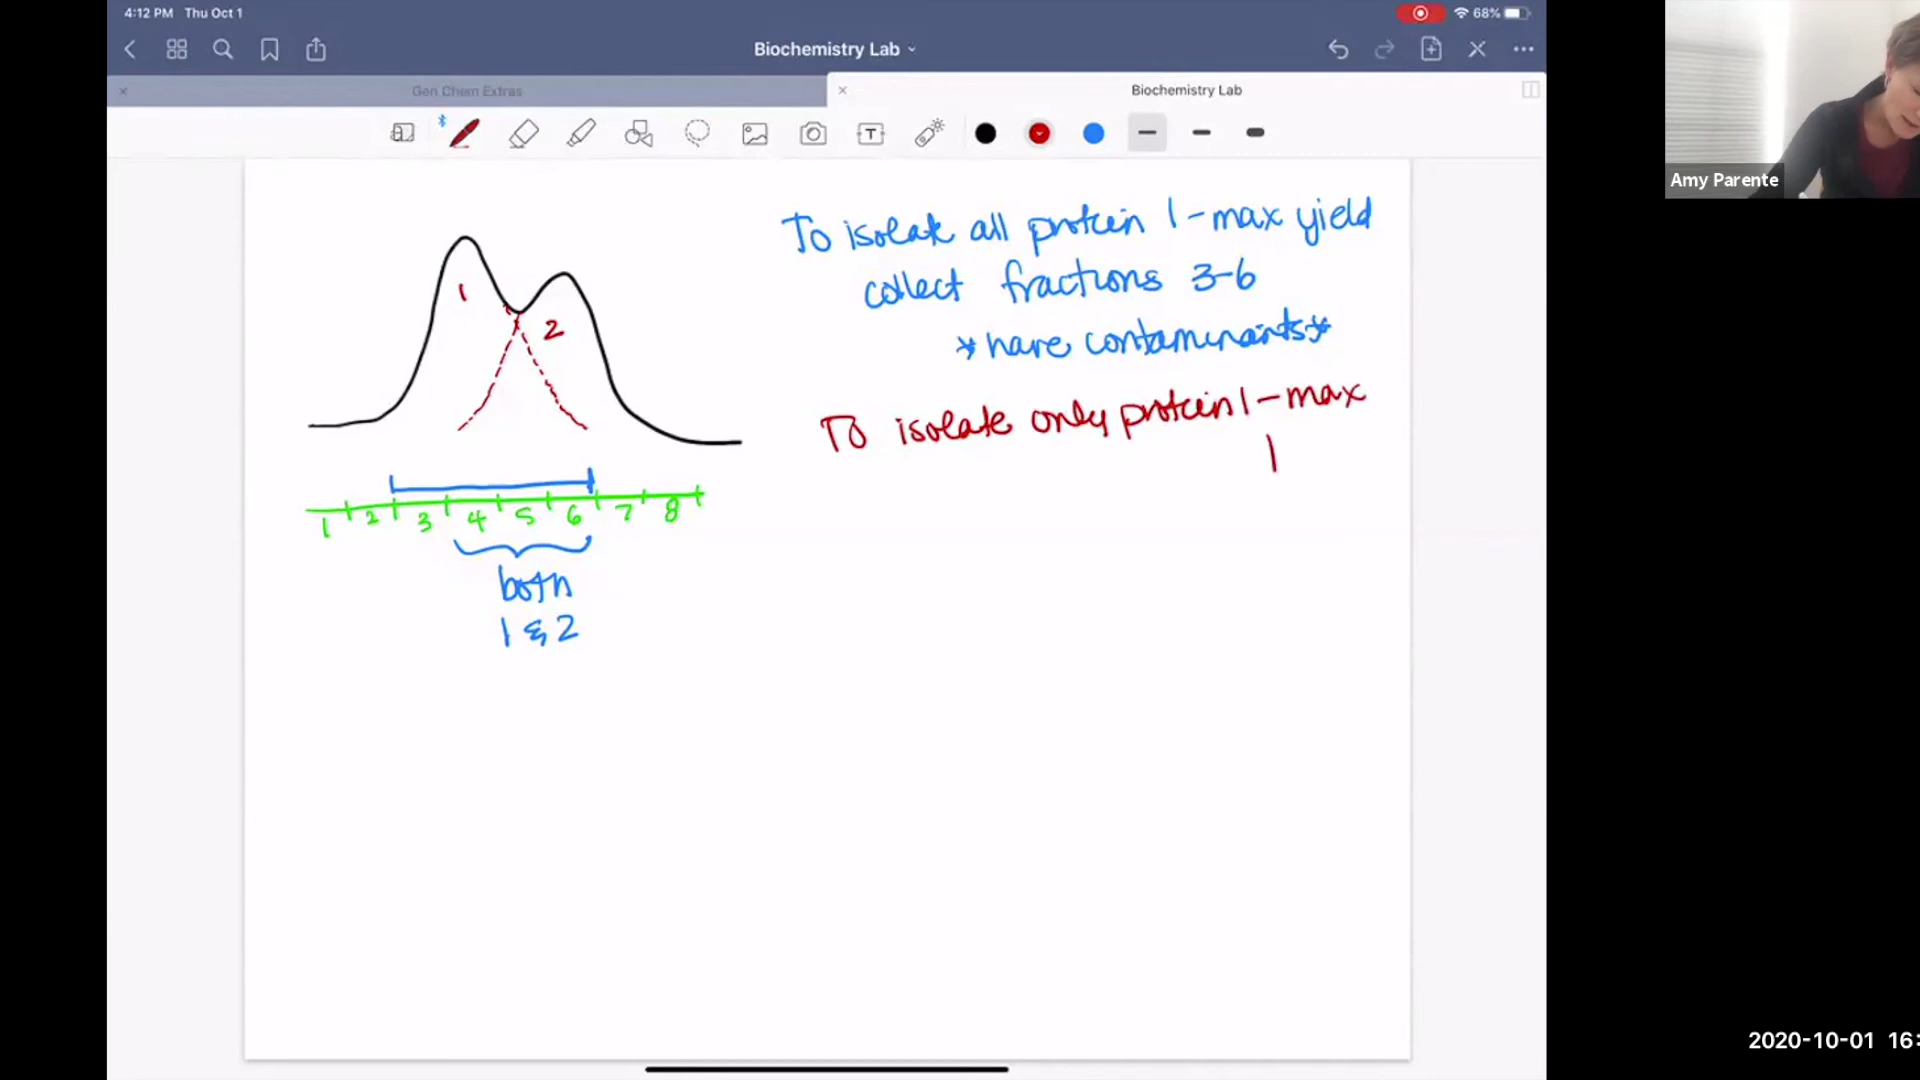 4:12 PM Thu Oct 1
68%
Biochemistry Lab
Gen Chem Extras
Biochemistry Lab
T
Amy Parente
To isolate all protein 1 - max yield
collect fractions 3-6
*have contaminants*
To isolate only protein 1 - max
1
2
1 2 3 4 5 6 7 8
both
1 & 2
2020-10-01 16: